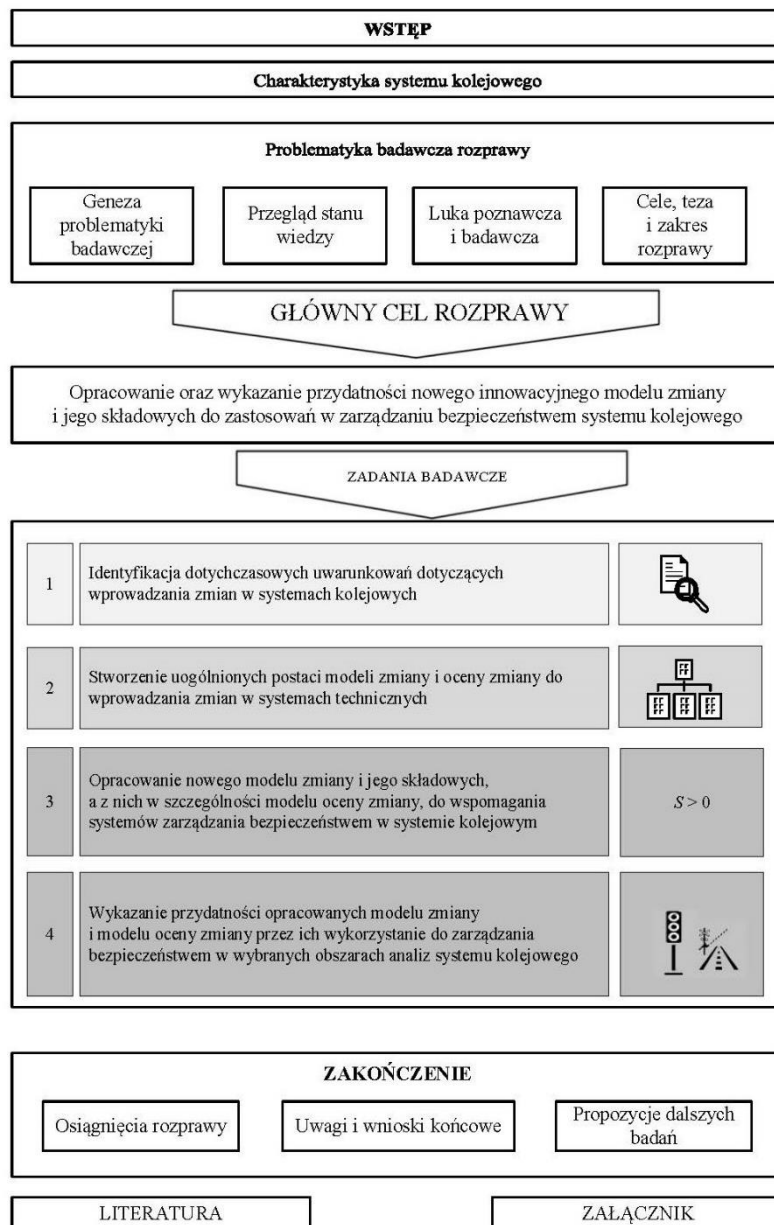 WSTĘP
Charakterystyka systemu kolejowego
Problematyka badawcza rozprawy
Geneza
problematyki
badawczej
Przegląd stanu
wiedzy
Luka poznawcza
i badawcza
Cele, teza
i zakres
rozprawy
GŁÓWNY CEL ROZPRAWY
Opracowanie oraz wykazanie przydatności nowego innowacyjnego modelu zmiany
i jego składowych do zastosowań w zarządzaniu bezpieczeństwem systemu kolejowego
ZADANIA BADAWCZE
1
Identyfikacja dotychczasowych uwarunkowań dotyczących
wprowadzania zmian w systemach kolejowych
2
Stworzenie uogólnionych postaci modeli zmiany i oceny zmiany do
wprowadzania zmian w systemach technicznych
3
Opracowanie nowego modelu zmiany i jego składowych,
a z nich w szczególności modelu oceny zmiany, do wspomagania
systemów zarządzania bezpieczeństwem w systemie kolejowym
S > 0
4
Wykazanie przydatności opracowanych modelu zmiany
i modelu oceny zmiany przez ich wykorzystanie do zarządzania
bezpieczeństwem w wybranych obszarach analiz systemu kolejowego
ZAKOŃCZENIE
Osiągnięcia rozprawy
Uwagi i wnioski końcowe
Propozycje dalszych
badań
LITERATURA
ZAŁĄCZNIK